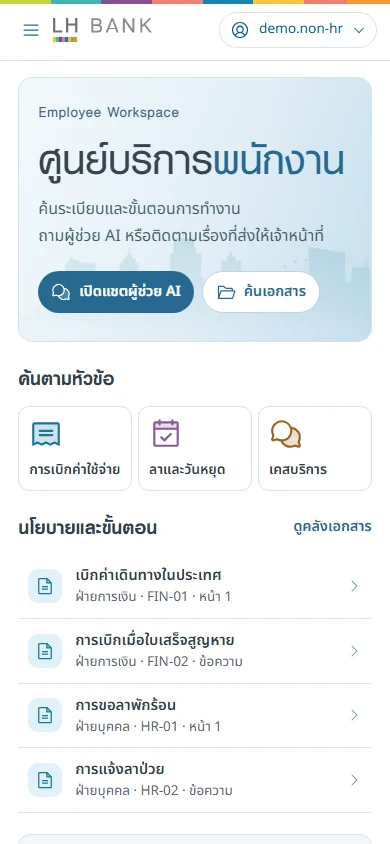 LH BANK
demo.non-hr
Employee Workspace
ศูนย์บริการพนักงาน
ค้นระเบียบและขั้นตอนการทำงาน
ถามผู้ช่วย AI หรือติดตามเรื่องที่ส่งให้เจ้าหน้าที่
เปิดแชตผู้ช่วย AI
ค้นเอกสาร
ค้นตามหัวข้อ
การเบิกค่าใช้จ่าย
ลาและวันหยุด
เคสบริการ
นโยบายและขั้นตอน
ดูคลังเอกสาร
เบิกค่าเดินทางในประเทศ
ฝ่ายการเงิน · FIN-01 · หน้า 1
การเบิกเมื่อใบเสร็จสูญหาย
ฝ่ายการเงิน · FIN-02 · ข้อความ
การขอลาพักร้อน
ฝ่ายบุคคล · HR-01 · หน้า 1
การแจ้งลาป่วย
ฝ่ายบุคคล · HR-02 · ข้อความ